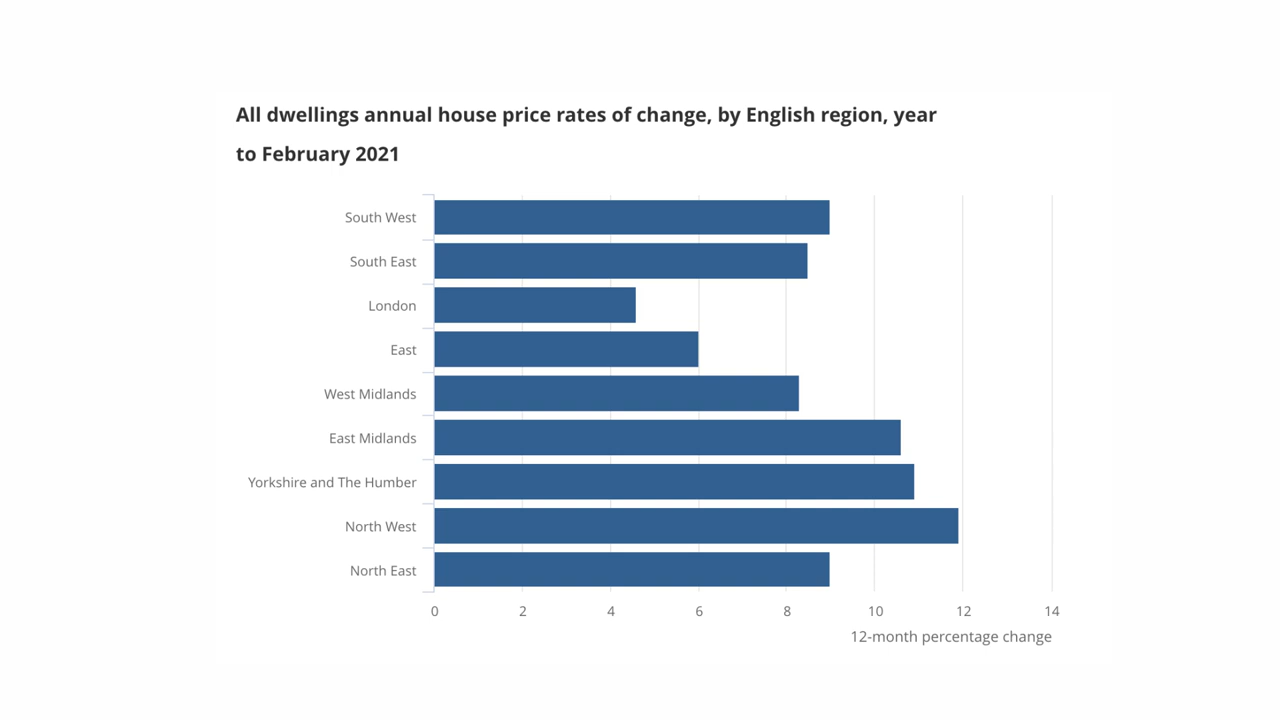 All dwellings annual house price rates of change, by English region, year
to February 2021
South West
South East
London
East
West Midlands
East Midlands
Yorkshire and The Humber
North West
North East
0 2 4 6 8 10 12 14
12-month percentage change